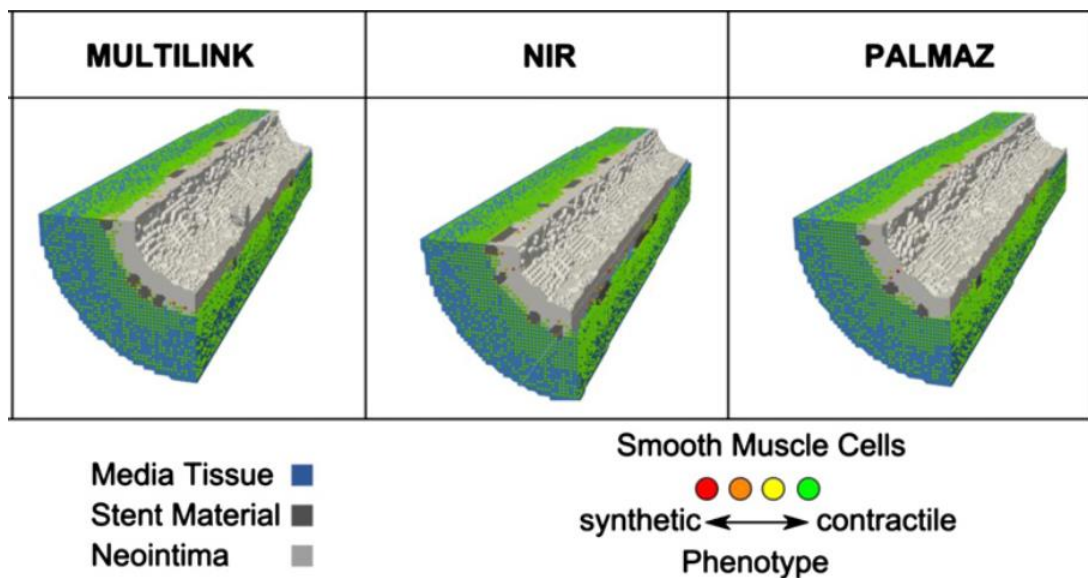 MULTILINK
NIR
PALMAZ
Media Tissue
Stent Material
Neointima
Smooth Muscle Cells
synthetic
contractile
Phenotype